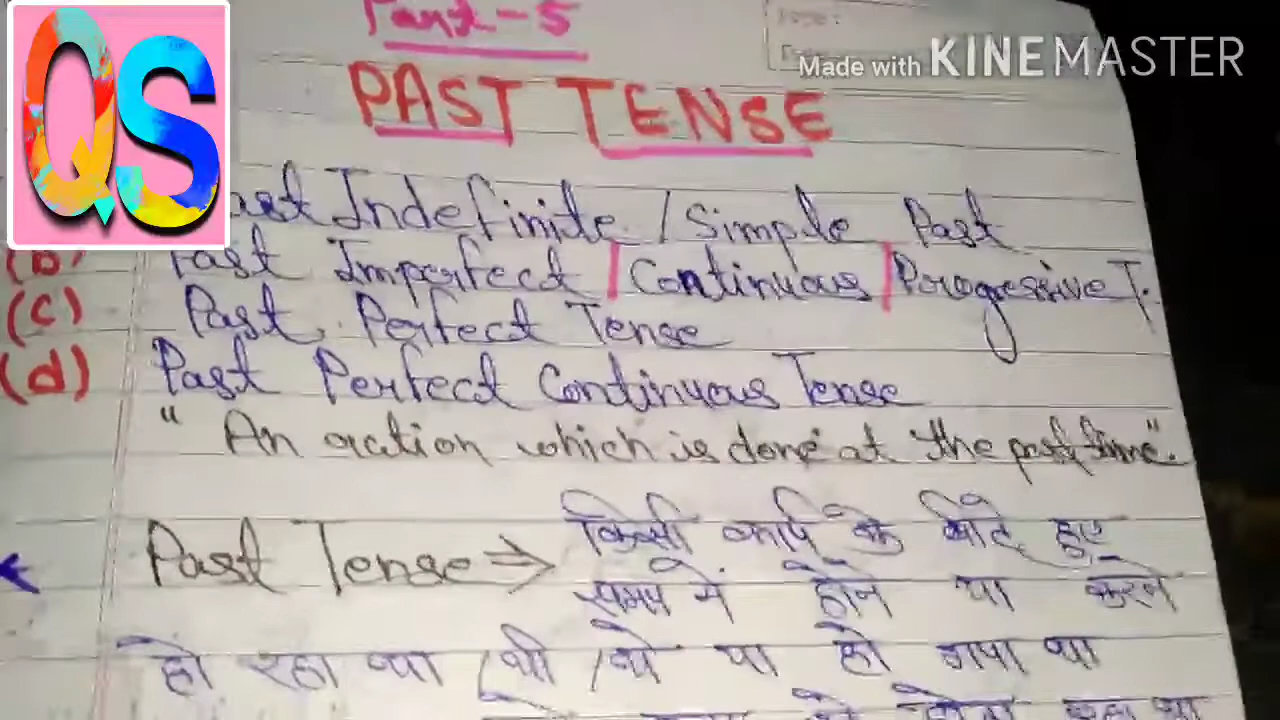 Part-5
Made with KINEMASTER
PAST TENSE
QS
ast Indefinite / Simple Past
(b) Past Imperfect / Continuous / Progressive T.
(c) Past Perfect Tense
(d) Past Perfect Continuous Tense
" An action which is done at the past time".
Past Tense → किसी कार्य के बीते हुए
समय में होने या करने
हो रहा था / थी / थे या हो गया था